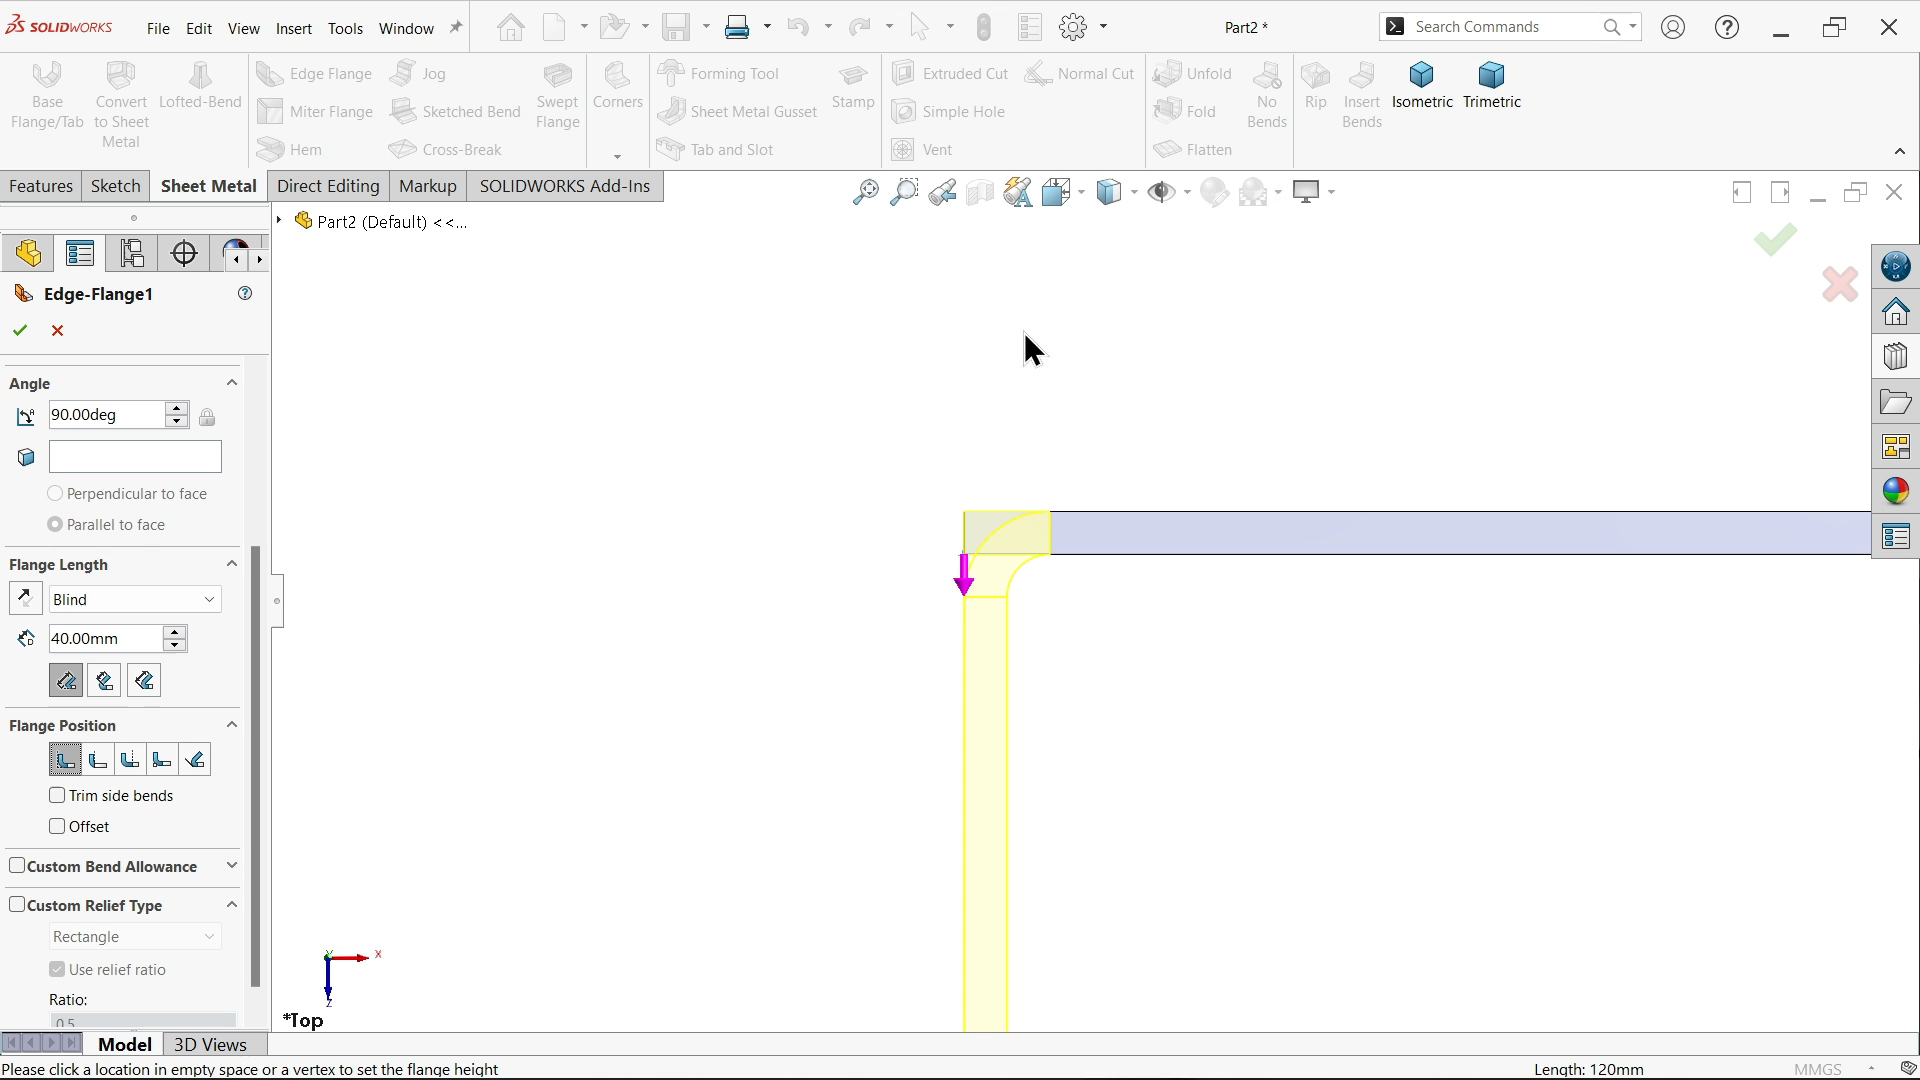 SOLIDWORKS File Edit View Insert Tools Window Part2 * Search Commands
Base Flange/Tab
Convert to Sheet Metal
Lofted-Bend
Edge Flange
Miter Flange
Hem
Jog
Sketched Bend
Cross-Break
Swept Flange
Corners
Forming Tool
Sheet Metal Gusset
Tab and Slot
Stamp
Extruded Cut
Simple Hole
Vent
Normal Cut
Unfold
Fold
Flatten
No Bends
Rip
Insert Bends
Isometric
Trimetric
Features Sketch Sheet Metal Direct Editing Markup SOLIDWORKS Add-Ins
Part2 (Default) <<...
Edge-Flange1
Angle
90.00deg
Perpendicular to face
Parallel to face
Flange Length
Blind
40.00mm
Flange Position
Trim side bends
Offset
Custom Bend Allowance
Custom Relief Type
Rectangle
Use relief ratio
Ratio:
0.5
Y X
Z
*Top
Model 3D Views
Please click a location in empty space or a vertex to set the flange height Length: 120mm MMGS